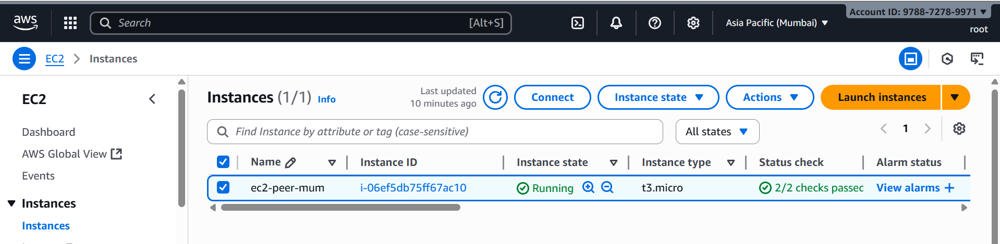 aws
Search
[Alt+S]
Asia Pacific (Mumbai)
Account ID: 9788-7278-9971
root
EC2
Instances
EC2
Dashboard
AWS Global View
Events
Instances
Instances
Instances (1/1) Info
Last updated
10 minutes ago
Connect
Instance state
Actions
Launch instances
Find Instance by attribute or tag (case-sensitive)
All states
1
Name Instance ID Instance state Instance type Status check Alarm status
ec2-peer-mum i-06ef5db75ff67ac10 Running t3.micro 2/2 checks passed View alarms +